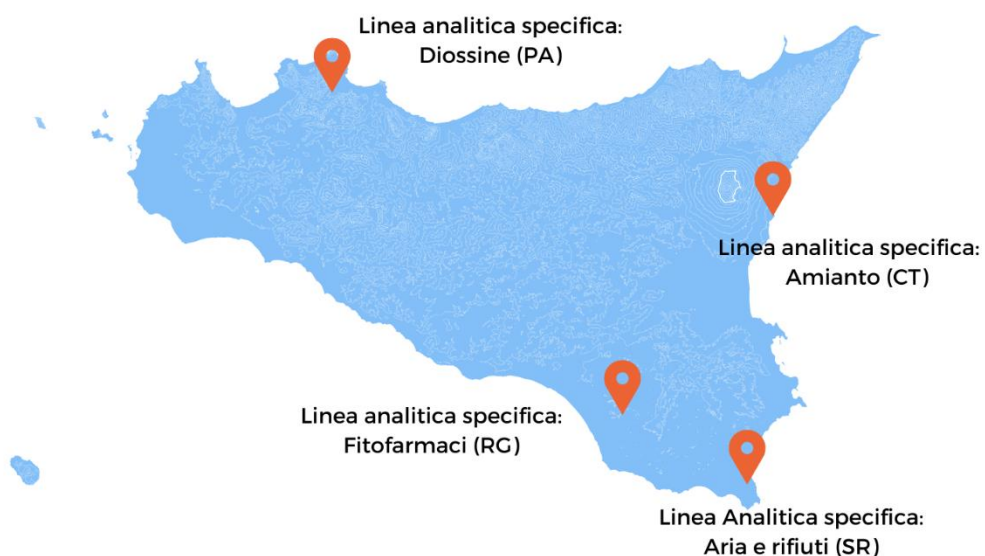 Linea analitica specifica:
Diossine (PA)
Linea analitica specifica:
Amianto (CT)
Linea analitica specifica:
Fitofarmaci (RG)
Linea Analitica specifica:
Aria e rifiuti (SR)